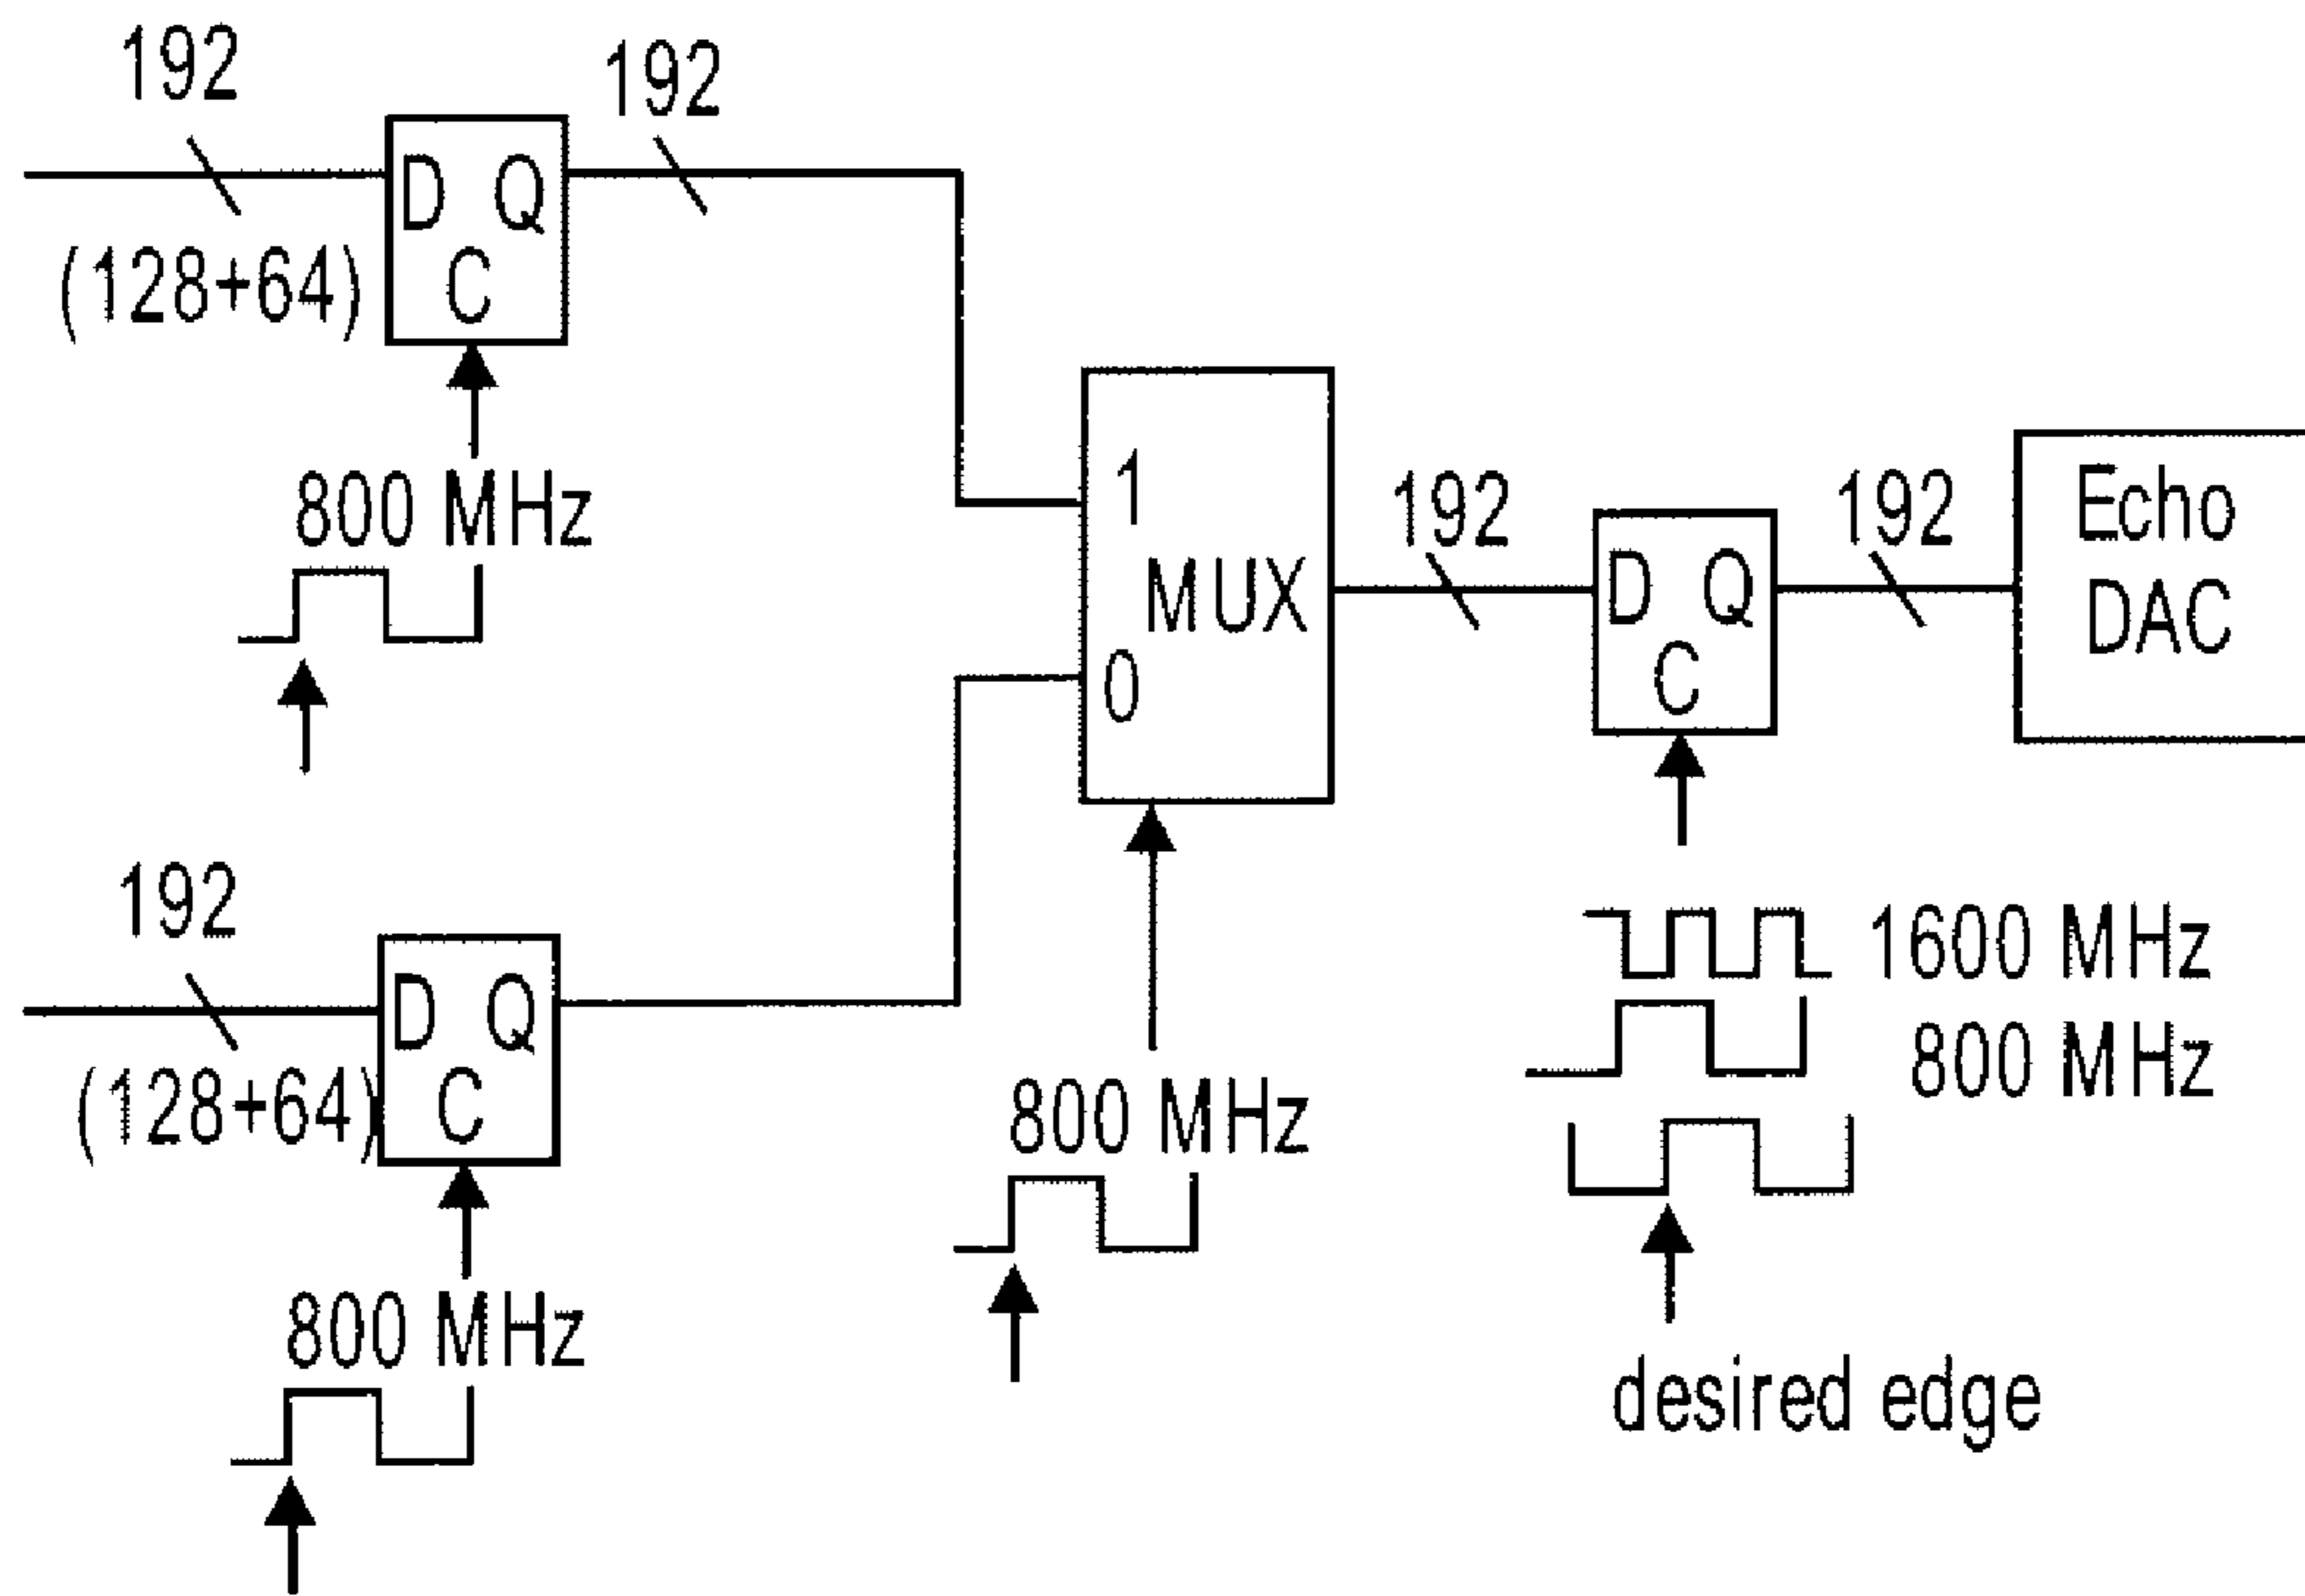 192
192
D Q
C
(128+64)
800 MHz
1
MUX
0
192
D Q
C
192
Echo
DAC
192
D Q
C
(128+64)
800 MHz
800 MHz
1600 MHz
800 MHz
desired edge